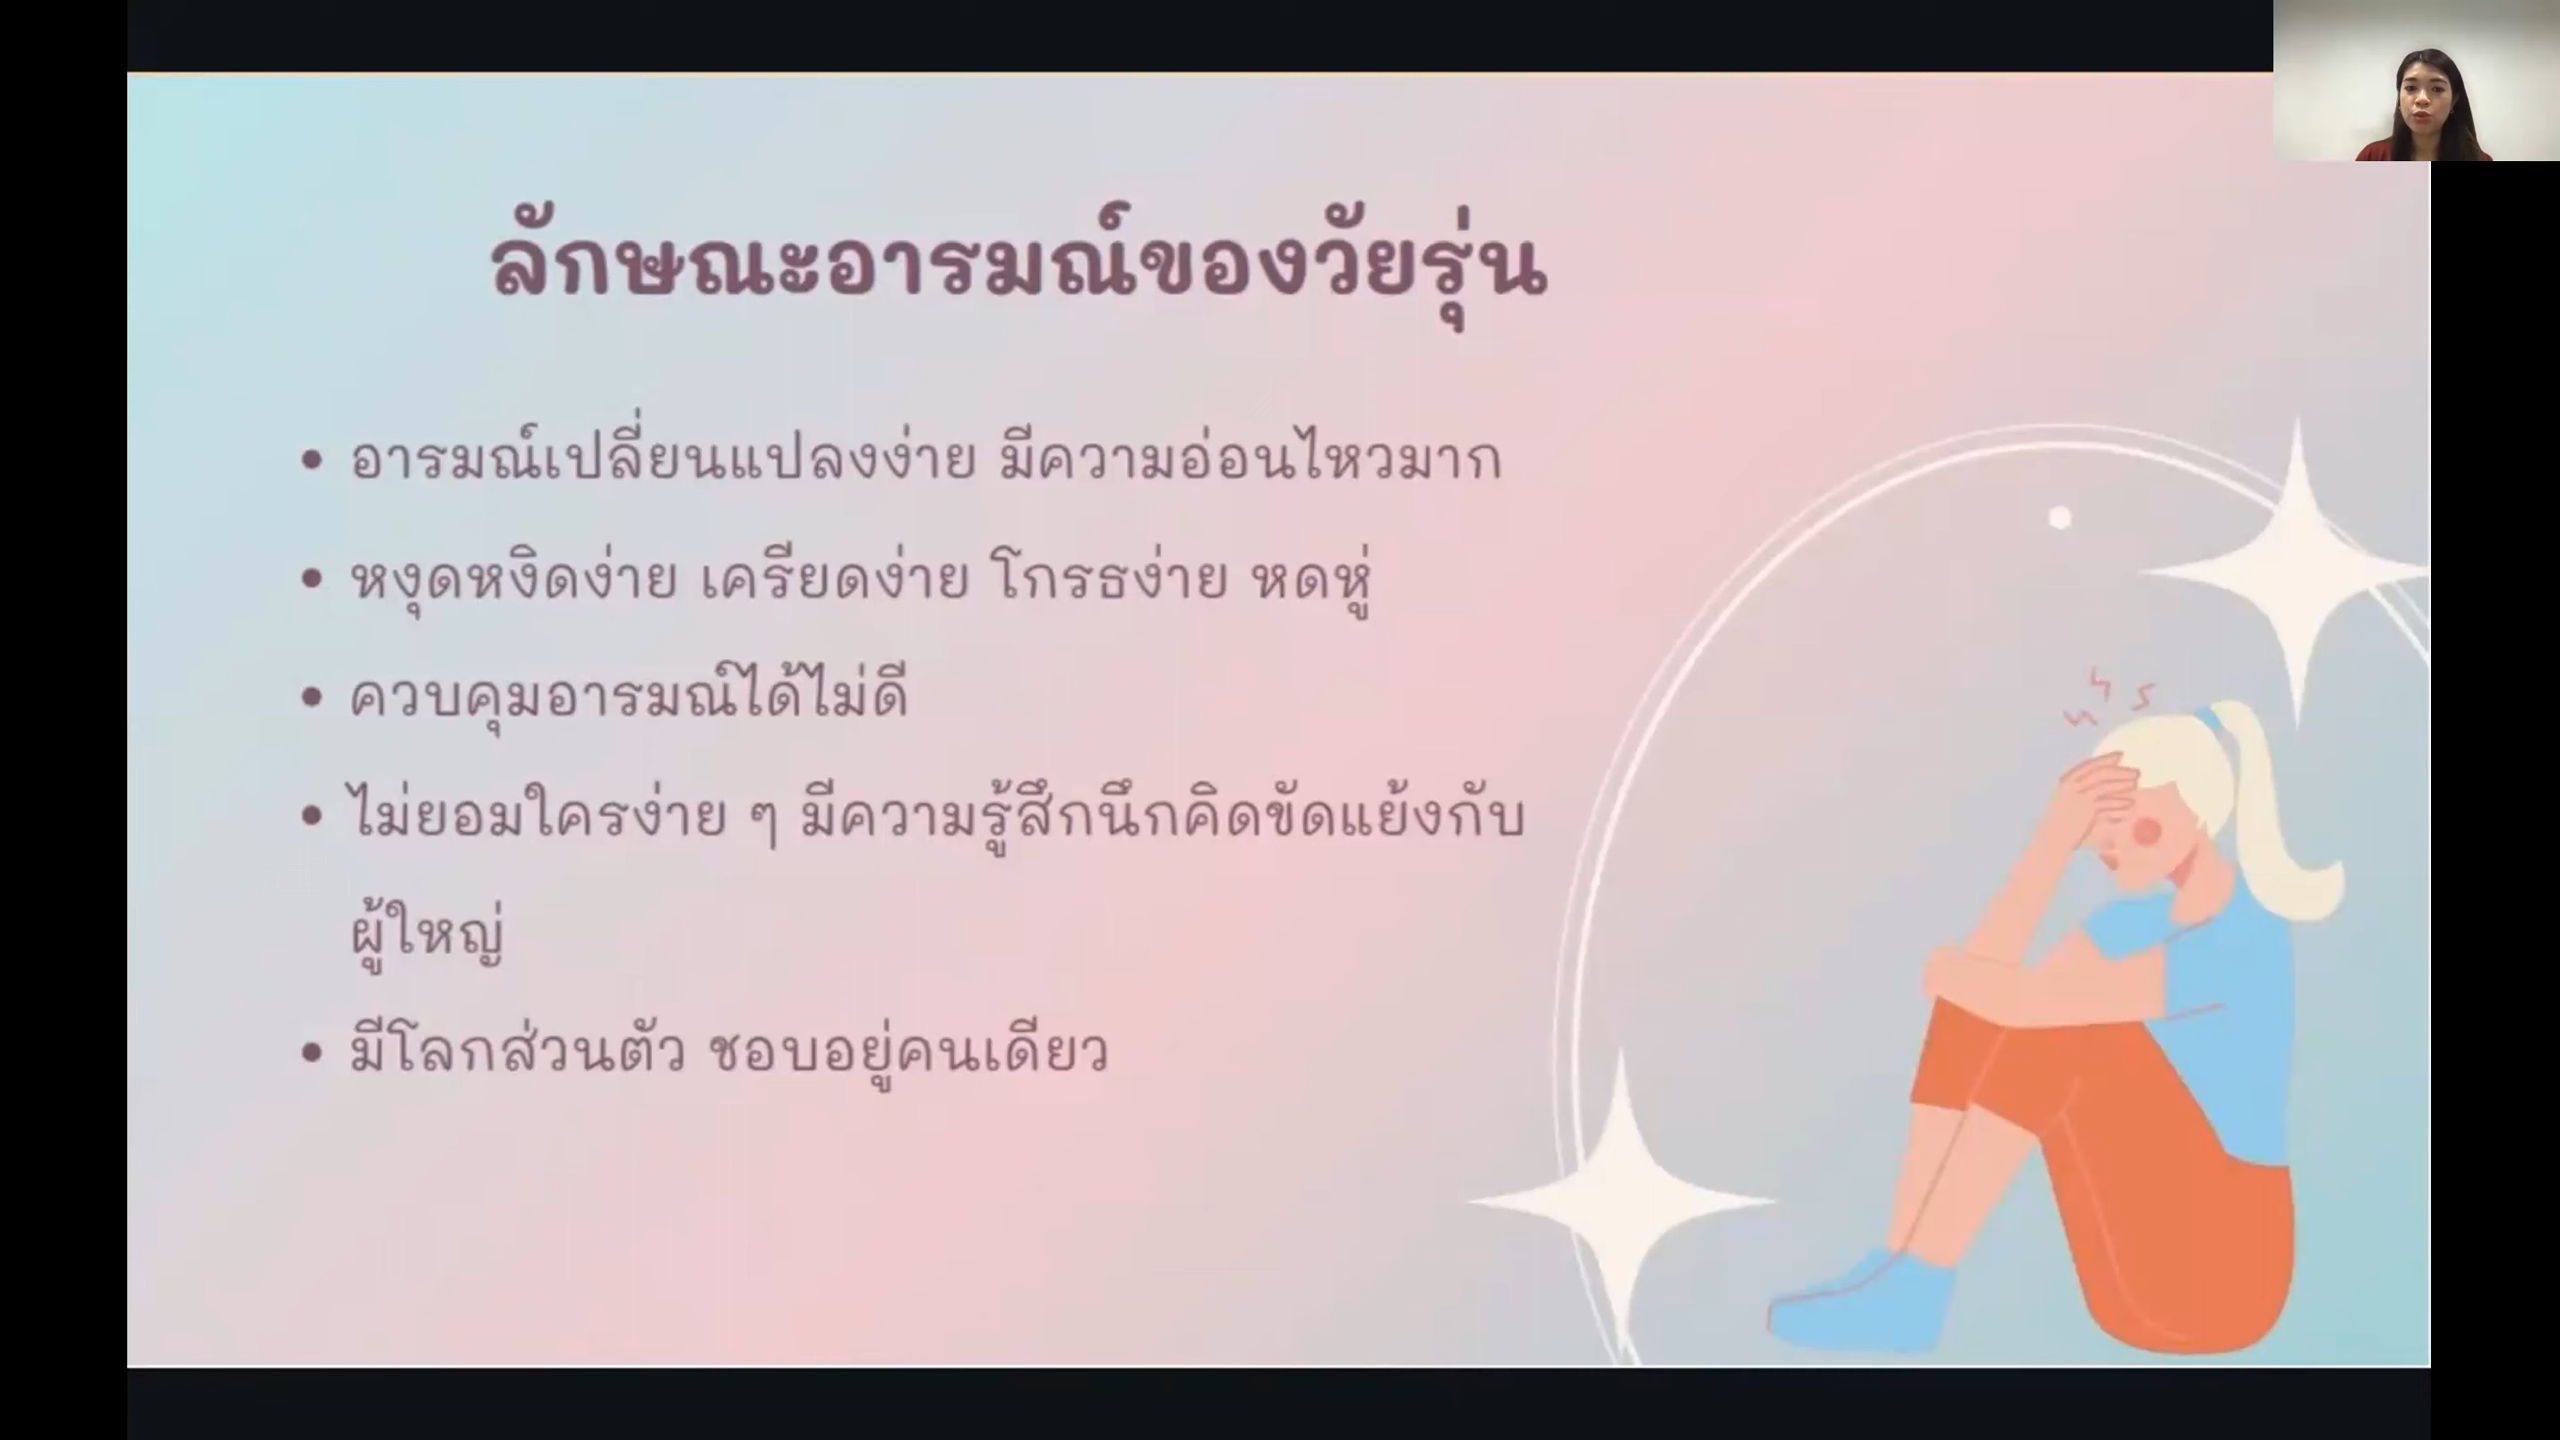 ลักษณะอารมณ์ของวัยรุ่น
• อารมณ์เปลี่ยนแปลงง่าย มีความอ่อนไหวมาก
• หงุดหงิดง่าย เครียดง่าย โกรธง่าย หดหู่
• ควบคุมอารมณ์ได้ไม่ดี
• ไม่ยอมใครง่าย ๆ มีความรู้สึกนึกคิดขัดแย้งกับ
ผู้ใหญ่
• มีโลกส่วนตัว ชอบอยู่คนเดียว